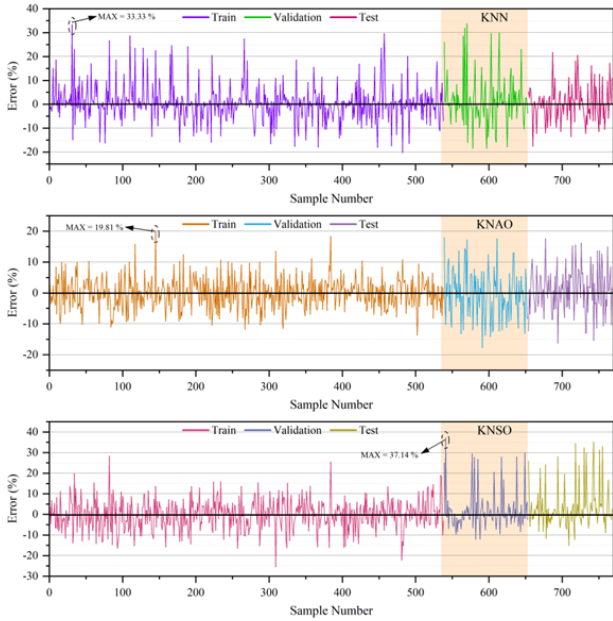 MAX = 33.33 %
Train Validation Test KNN
40
30
20
10
0
-10
-20
-30
Error (%)
0 100 200 300 400 500 600 700
Sample Number
MAX = 19.81 %
Train Validation Test KNAO
20
10
0
-10
-20
Error (%)
0 100 200 300 400 500 600 700
Sample Number
Train Validation Test KNSO
MAX = 37.14 %
40
30
20
10
0
-10
-20
-30
Error (%)
0 100 200 300 400 500 600 700
Sample Number